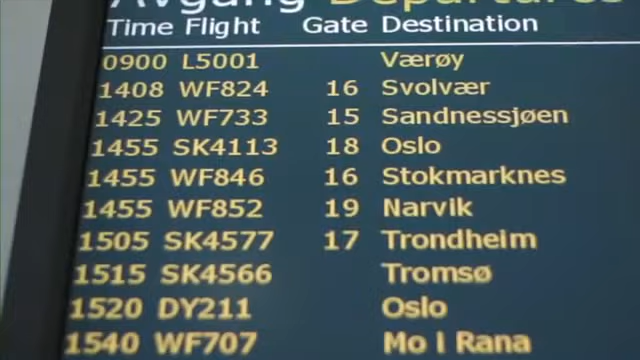 Avgang Departures
Time Flight Gate Destination
0900 L5001 Værøy
1408 WF824 16 Svolvær
1425 WF733 15 Sandnessjøen
1455 SK4113 18 Oslo
1455 WF846 16 Stokmarknes
1455 WF852 19 Narvik
1505 SK4577 17 Trondheim
1515 SK4566 Tromsø
1520 DY211 Oslo
1540 WF707 Mo i Rana